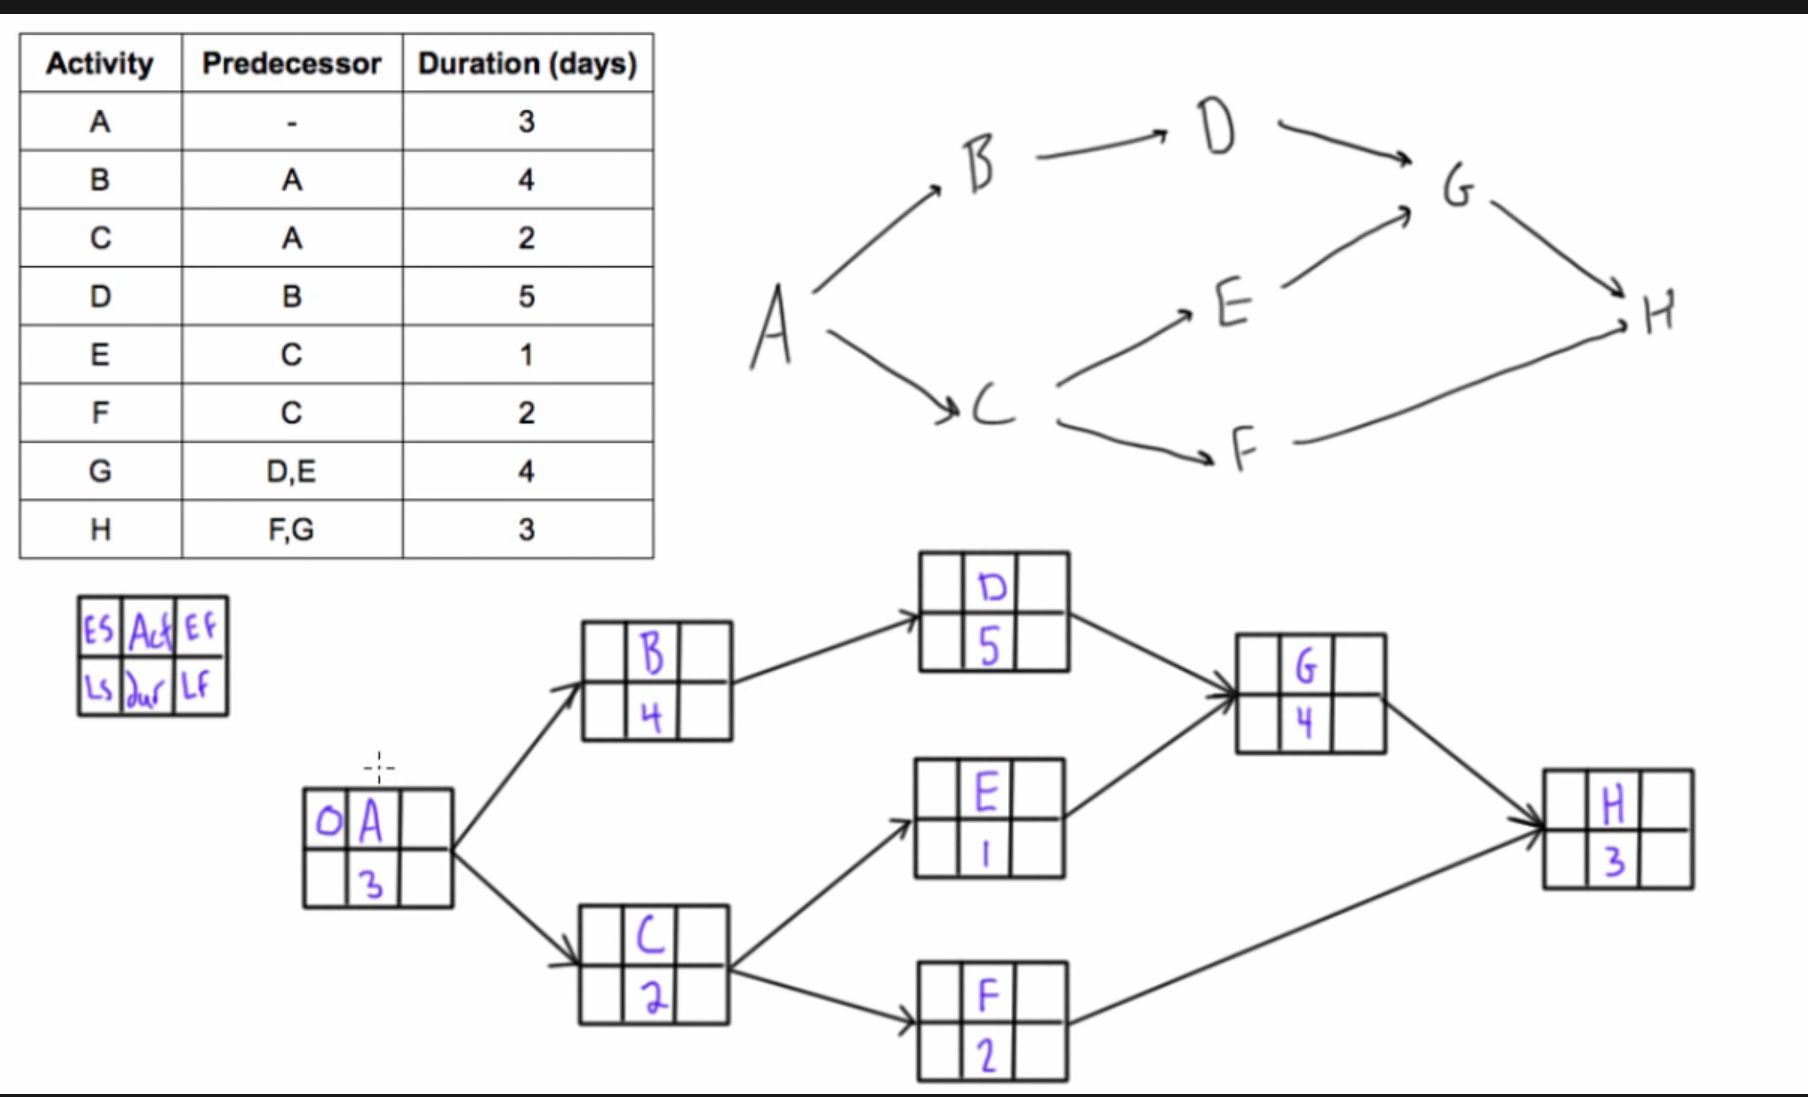 Activity Predecessor Duration (days)
A - 3
B A 4
C A 2
D B 5
E C 1
F C 2
G D,E 4
H F,G 3
B D
G
A E H
C F
ES Act EF
LS Dur LF
0 A
3
B
4
C
2
D
5
E
1
F
2
G
4
H
3